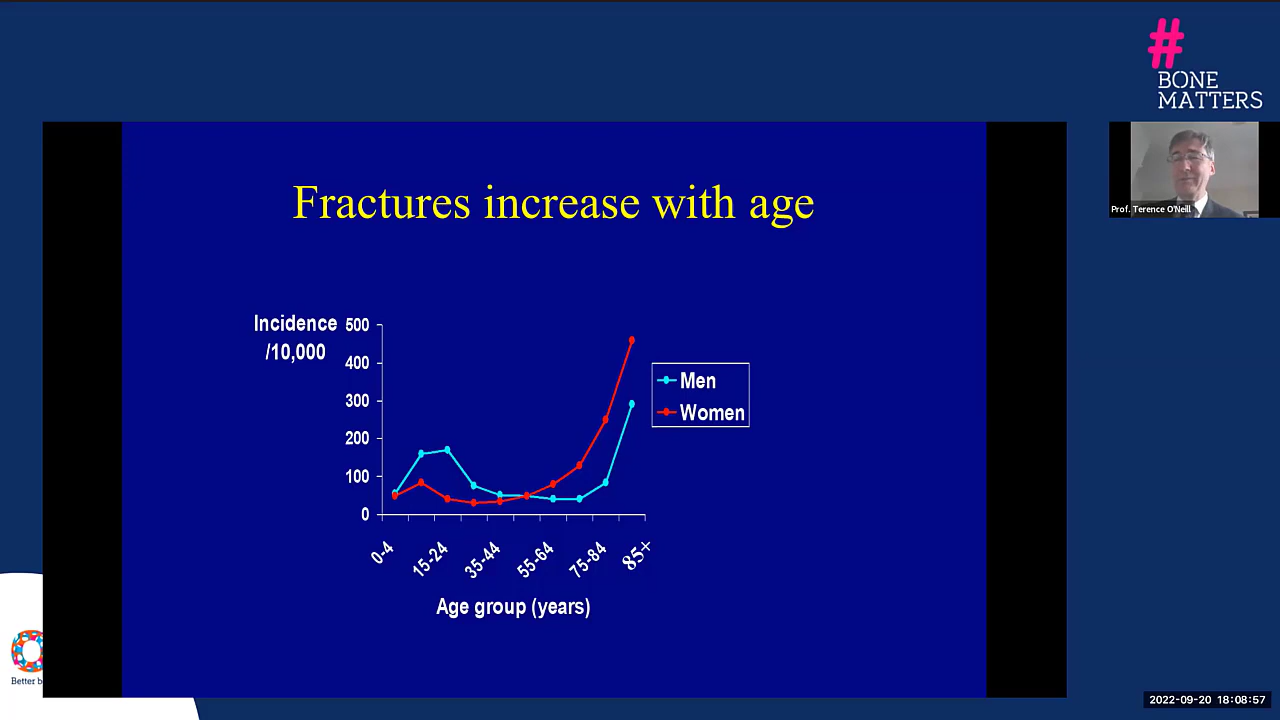 #
BONE
MATTERS
Prof. Terence O'Neill
Fractures increase with age
Incidence
/10,000
500
400
300
200
100
0
Men
Women
0-4
15-24
35-44
55-64
75-84
85+
Age group (years)
Better b
2022-09-20 18:08:57